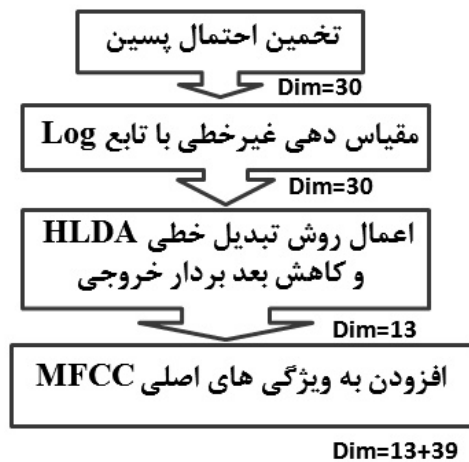 تخمین احتمال پسین
Dim=30
مقیاس دهی غیرخطی با تابع Log
Dim=30
اعمال روش تبدیل خطی HLDA
و کاهش بعد بردار خروجی
Dim=13
افزودن به ویژگی های اصلی MFCC
Dim=13+39